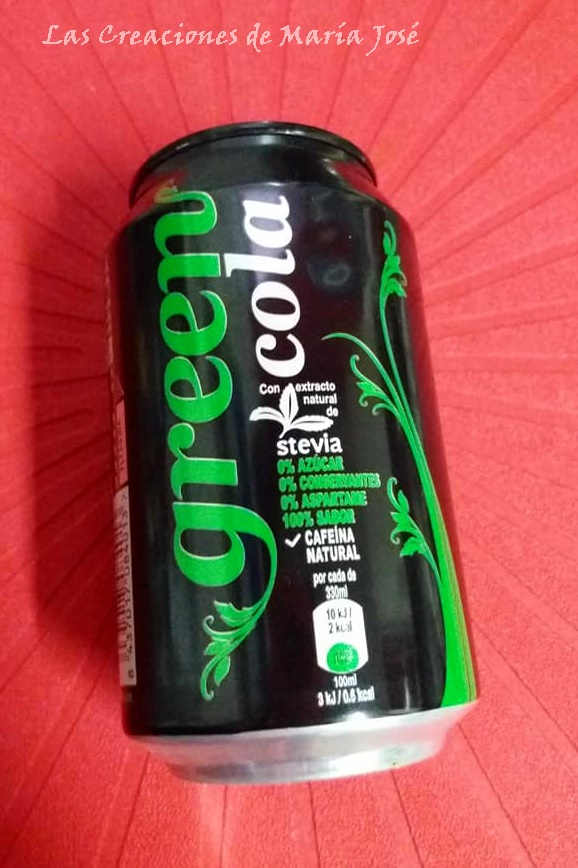 Las Creaciones de María José
green
cola
Con extracto
natural
de
stevia
0% AZÚCAR
0% CONSERVANTES
0% ASPARTAME
100% SABOR
CAFEÍNA
NATURAL
por cada de
330ml
10 kJ /
2 kcal
100ml
3 kJ / 0.6 kcal